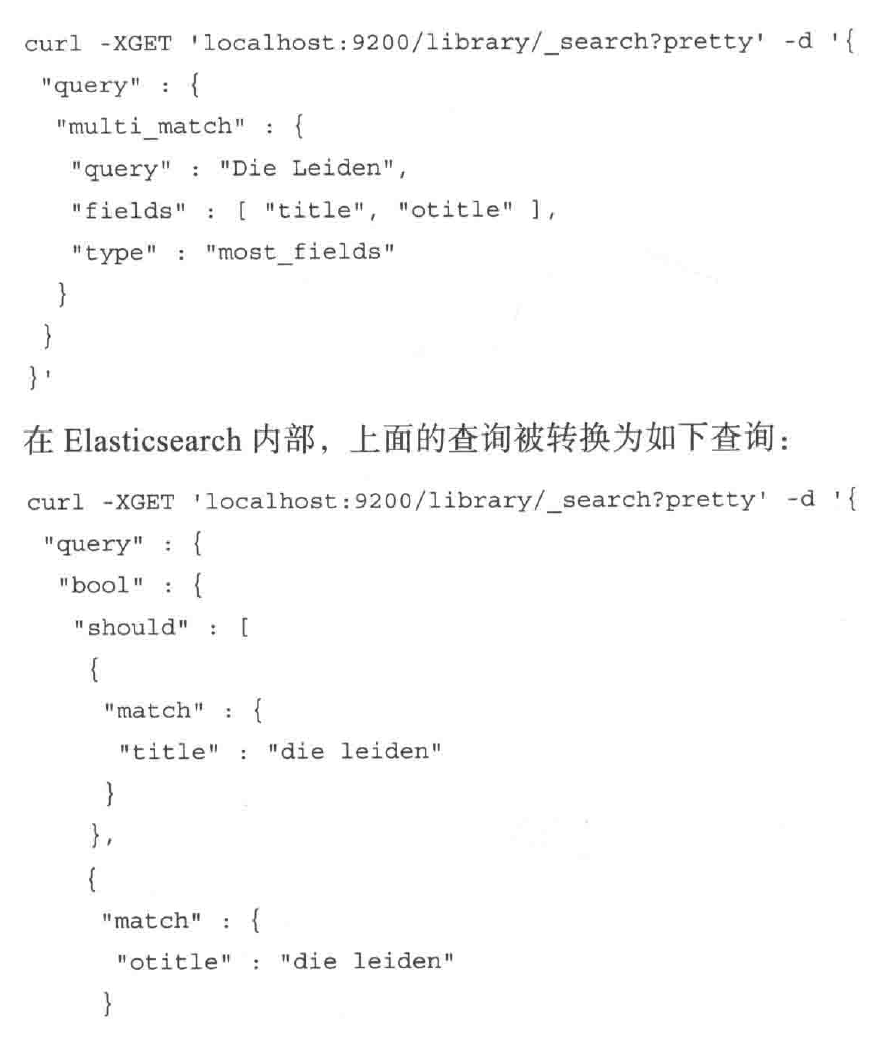 curl -XGET 'localhost:9200/library/_search?pretty' -d '{
"query" : {
"multi_match" : {
"query" : "Die Leiden",
"fields" : [ "title", "otitle" ],
"type" : "most_fields"
}
}
}'
在 Elasticsearch 内部，上面的查询被转换为如下查询：
curl -XGET 'localhost:9200/library/_search?pretty' -d '{
"query" : {
"bool" : {
"should" : [
{
"match" : {
"title" : "die leiden"
}
},
{
"match" : {
"otitle" : "die leiden"
}